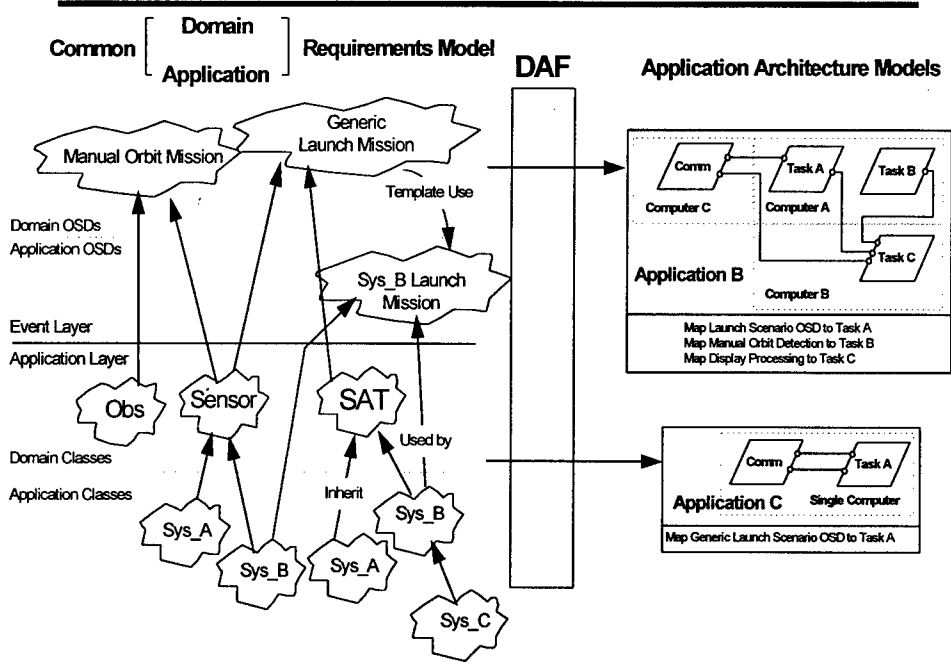 Common
Domain
Application
Requirements Model
DAF
Application Architecture Models
Manual Orbit Mission
Generic
Launch Mission
Template Use
Domain OSDs
Application OSDs
Sys_B Launch
Mission
Event Layer
Application Layer
Obs
Sensor
SAT
Used by
Domain Classes
Application Classes
Inherit
Sys_A
Sys_B
Sys_A
Sys_B
Sys_C
Comm
Task A
Task B
Computer C
Computer A
Task C
Application B
Computer B
Map Launch Scenario OSD to Task A
Map Manual Orbit Detection to Task B
Map Display Processing to Task C
Comm
Task A
Application C
Single Computer
Map Generic Launch Scenario OSD to Task A